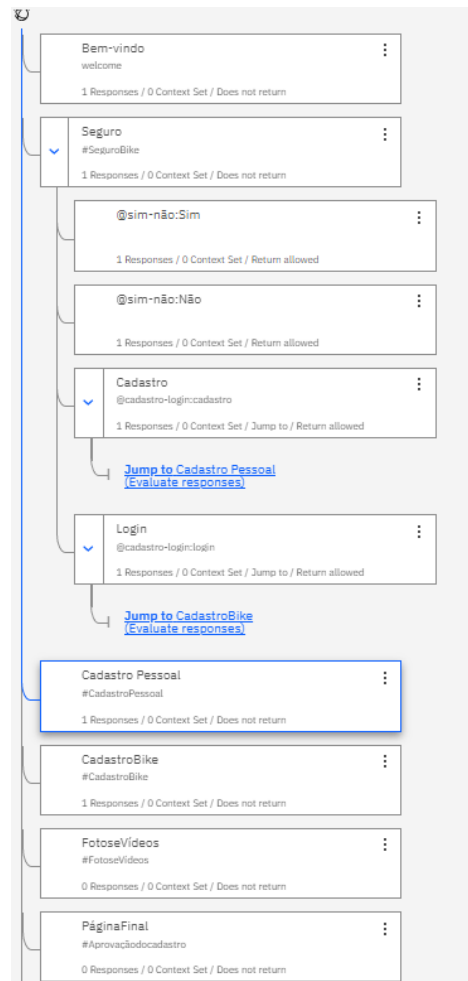 Bem-vindo
welcome
1 Responses / 0 Context Set / Does not return
Seguro
#SeguroBike
1 Responses / 0 Context Set / Does not return
@sim-não:Sim
1 Responses / 0 Context Set / Return allowed
@sim-não:Não
1 Responses / 0 Context Set / Return allowed
Cadastro
@cadastro-login:cadastro
1 Responses / 0 Context Set / Jump to / Return allowed
Jump to Cadastro Pessoal
(Evaluate responses)
Login
@cadastro-login:login
1 Responses / 0 Context Set / Jump to / Return allowed
Jump to CadastroBike
(Evaluate responses)
Cadastro Pessoal
#CadastroPessoal
1 Responses / 0 Context Set / Does not return
CadastroBike
#CadastroBike
1 Responses / 0 Context Set / Does not return
FotoseVídeos
#FotoseVídeos
0 Responses / 0 Context Set / Does not return
PáginaFinal
#Aprovaçãodocadastro
0 Responses / 0 Context Set / Does not return